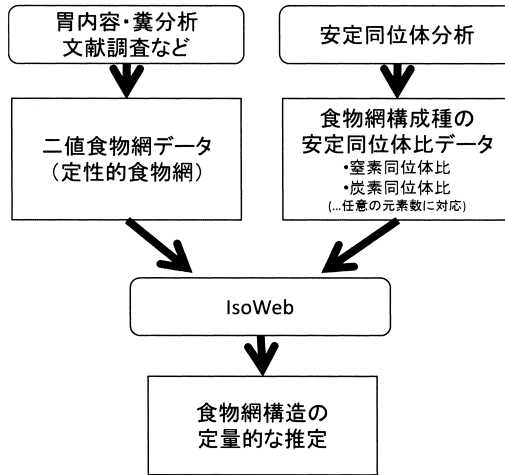 胃内容・糞分析
文献調査など
安定同位体分析
二値食物網データ
（定性的食物網）
食物網構成種の
安定同位体比データ
・窒素同位体比
・炭素同位体比
(...任意の元素数に対応)
IsoWeb
食物網構造の
定量的な推定